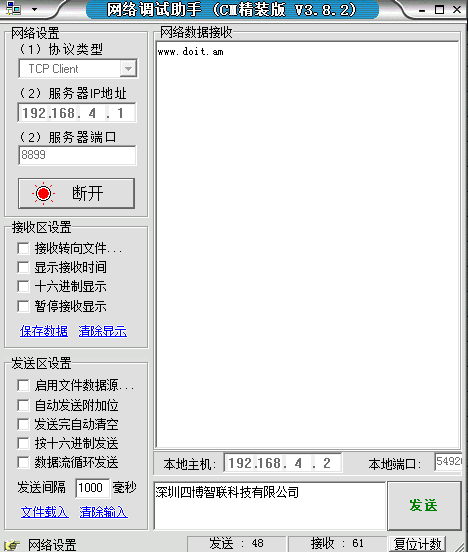 网络调试助手 (CM精装版 V3.8.2)
网络设置
(1) 协议类型
TCP Client
(2) 服务器IP地址
192.168. 4 . 1
(2) 服务器端口
8899
断开
接收区设置
接收转向文件...
显示接收时间
十六进制显示
暂停接收显示
保存数据 清除显示
发送区设置
启用文件数据源...
自动发送附加位
发送完自动清空
按十六进制发送
数据流循环发送
发送间隔 1000 毫秒
文件载入 清除输入
网络数据接收
www.doit.am
本地主机: 192.168. 4 . 2 本地端口: 5492
深圳四博智联科技有限公司
发送
网络设置 发送 : 48 接收 : 61 复位计数